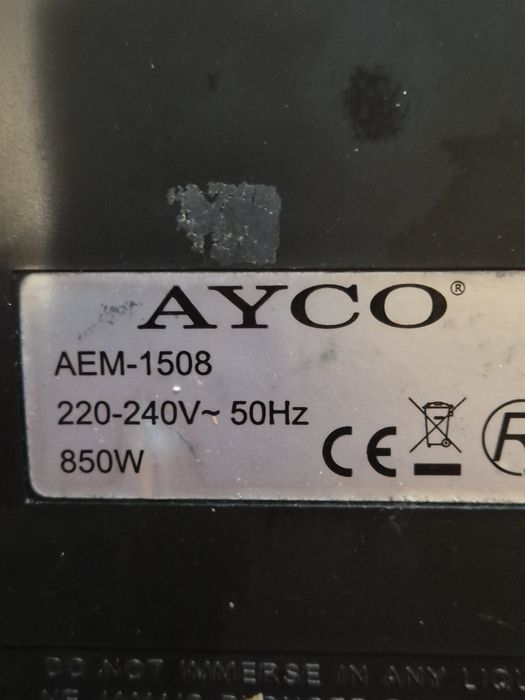 AYCO®
AEM-1508
220-240V~ 50Hz
850W
CE
R
DO NOT IMMERSE IN ANY LIQ